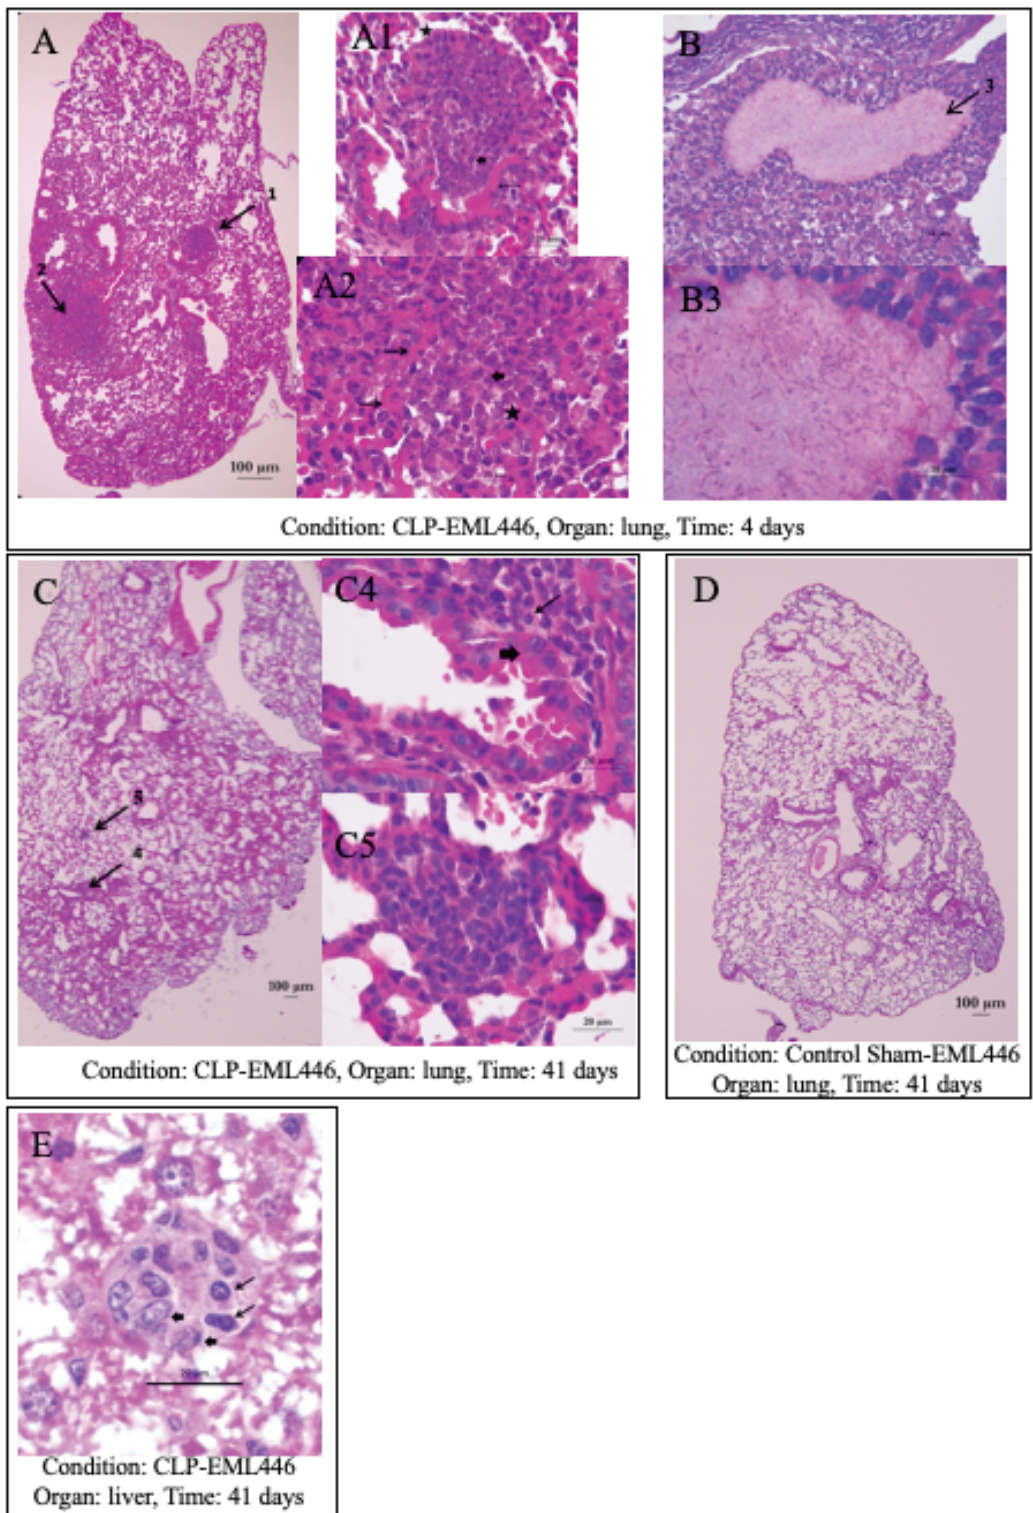 A
A1
B
3
1
2
A2
B3
100 µm
Condition: CLP-EML446, Organ: lung, Time: 4 days
C
C4
D
5
4
C5
100 µm
20 µm
100 µm
Condition: CLP-EML446, Organ: lung, Time: 41 days
Condition: Control Sham-EML446
Organ: lung, Time: 41 days
E
20 µm
Condition: CLP-EML446
Organ: liver, Time: 41 days